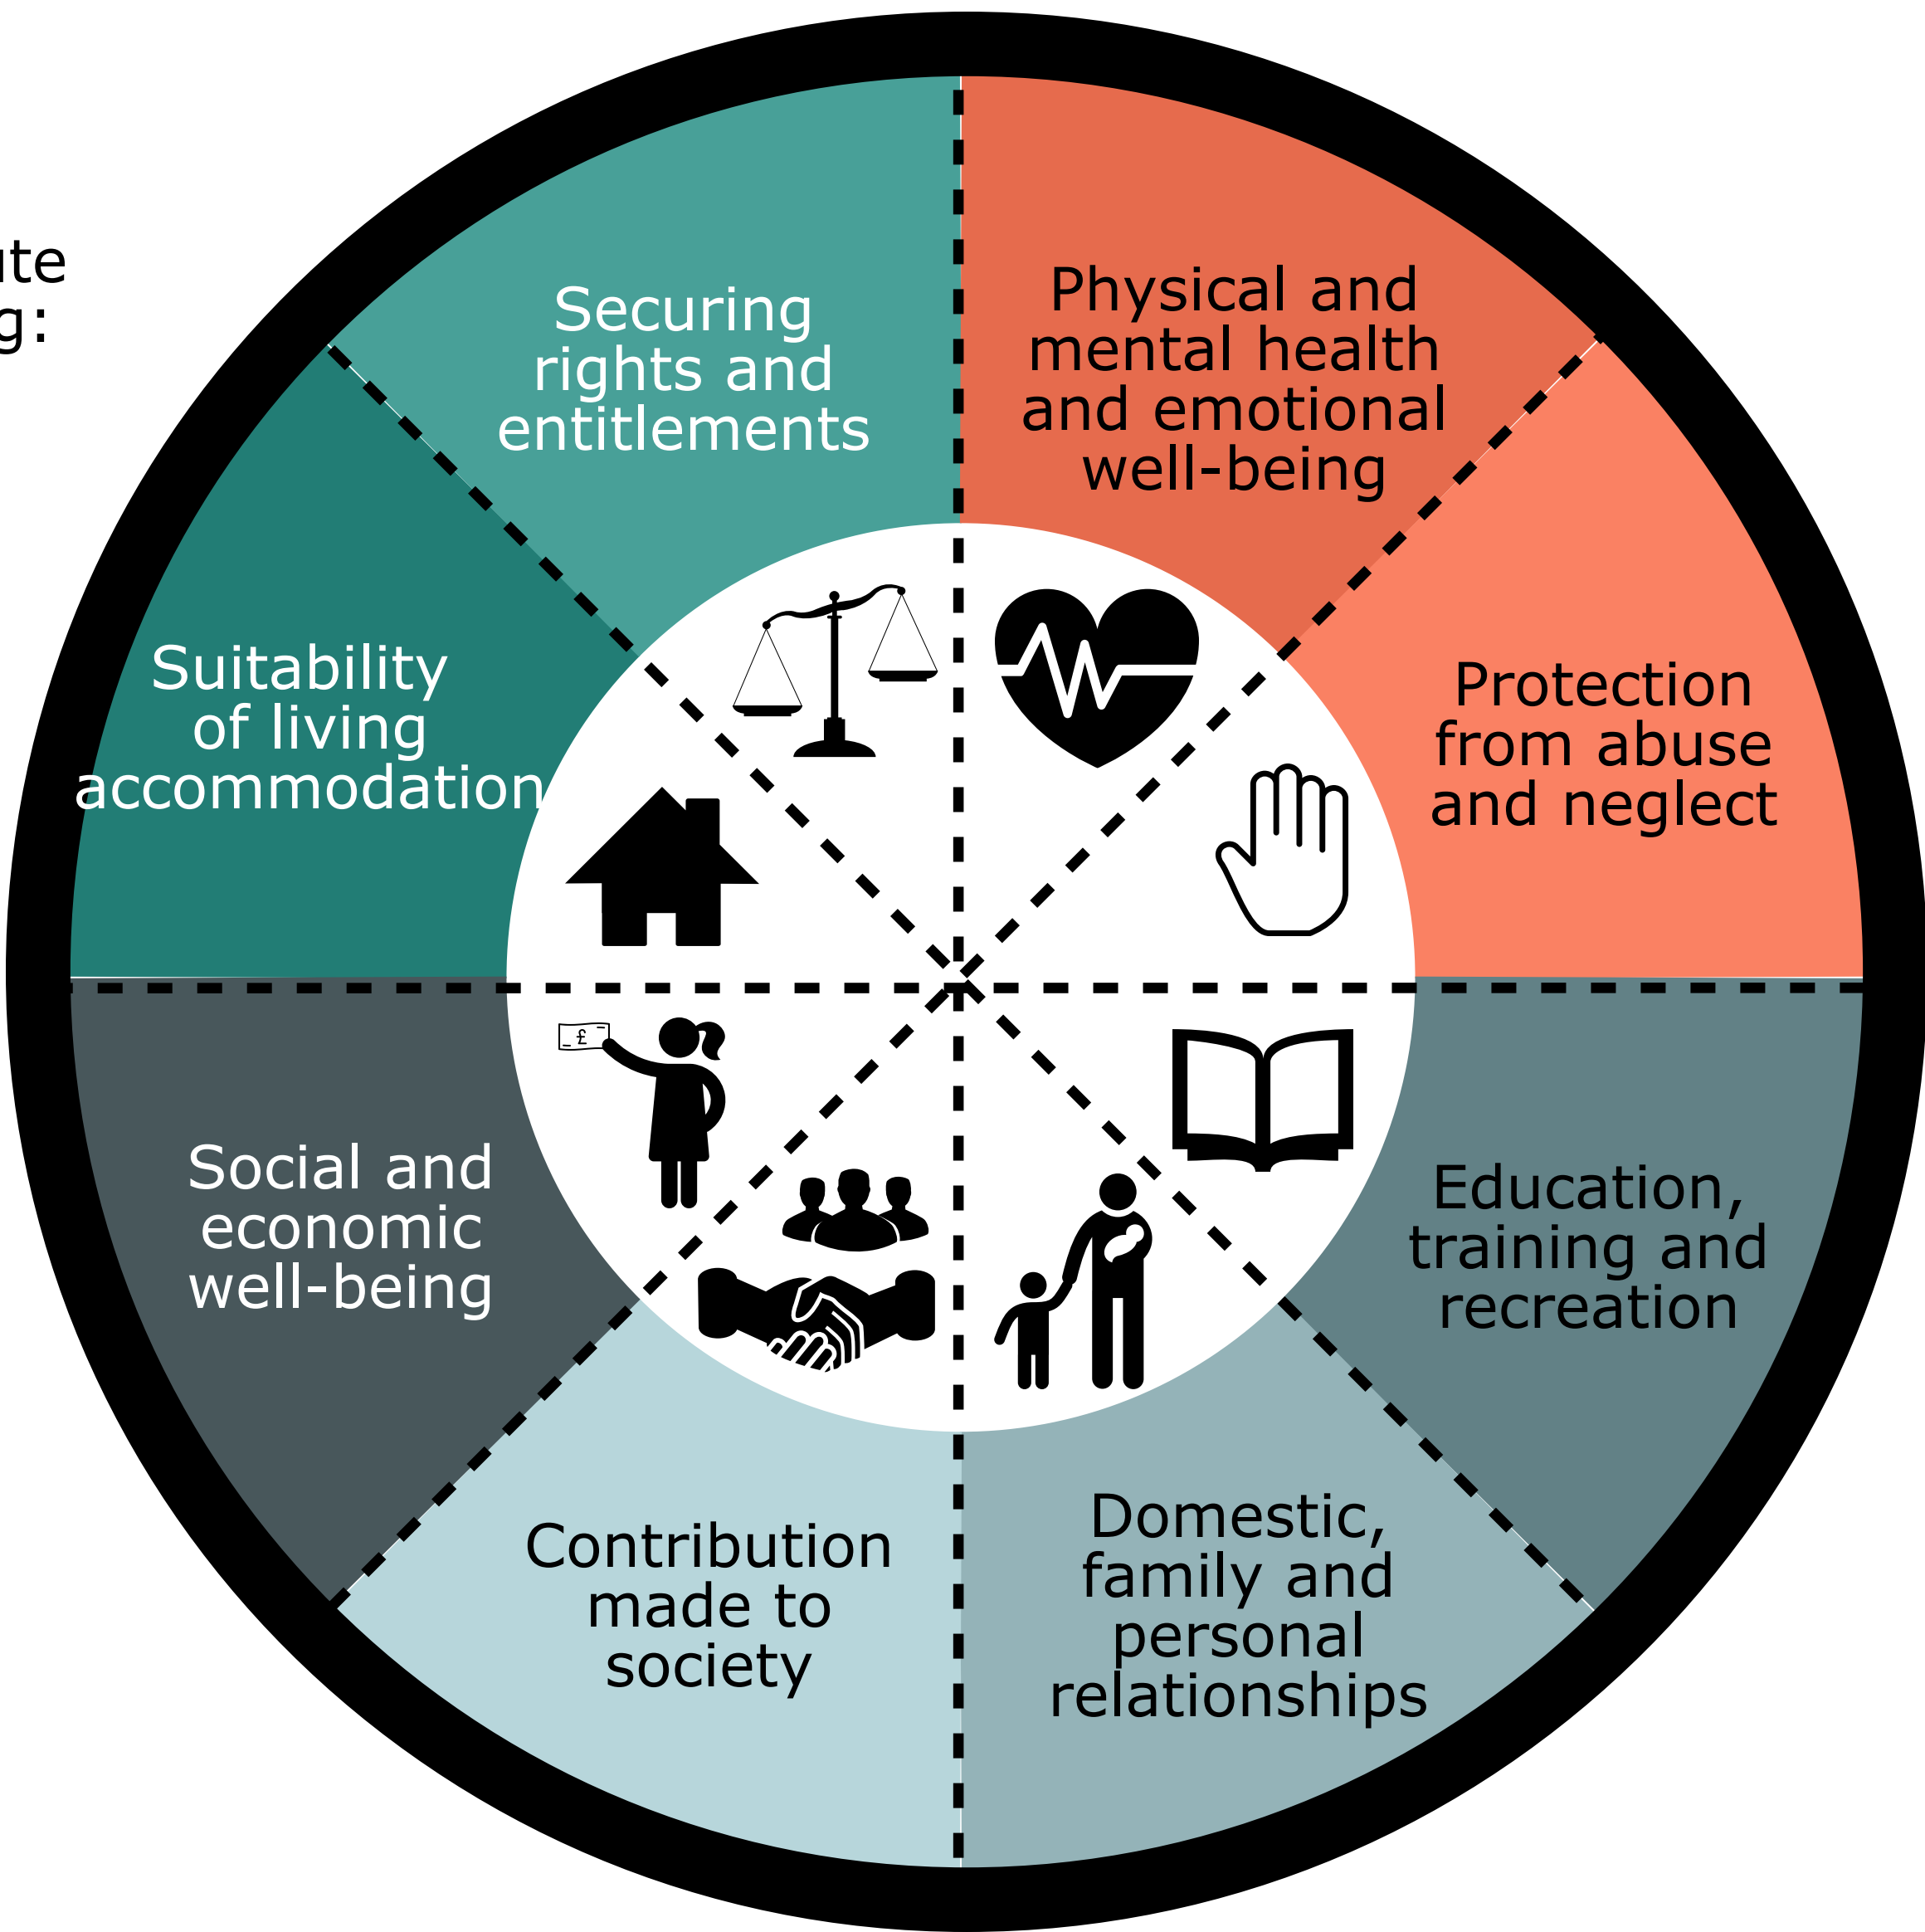 g:
Securing
rights and
entitlements
Physical and
mental health
and emotional
well-being
Protection
from abuse
and neglect
Education,
training and
recreation
Domestic,
family and
personal
relationships
Contribution
made to
society
Social and
economic
well-being
£
Suitability
of living
accommodation